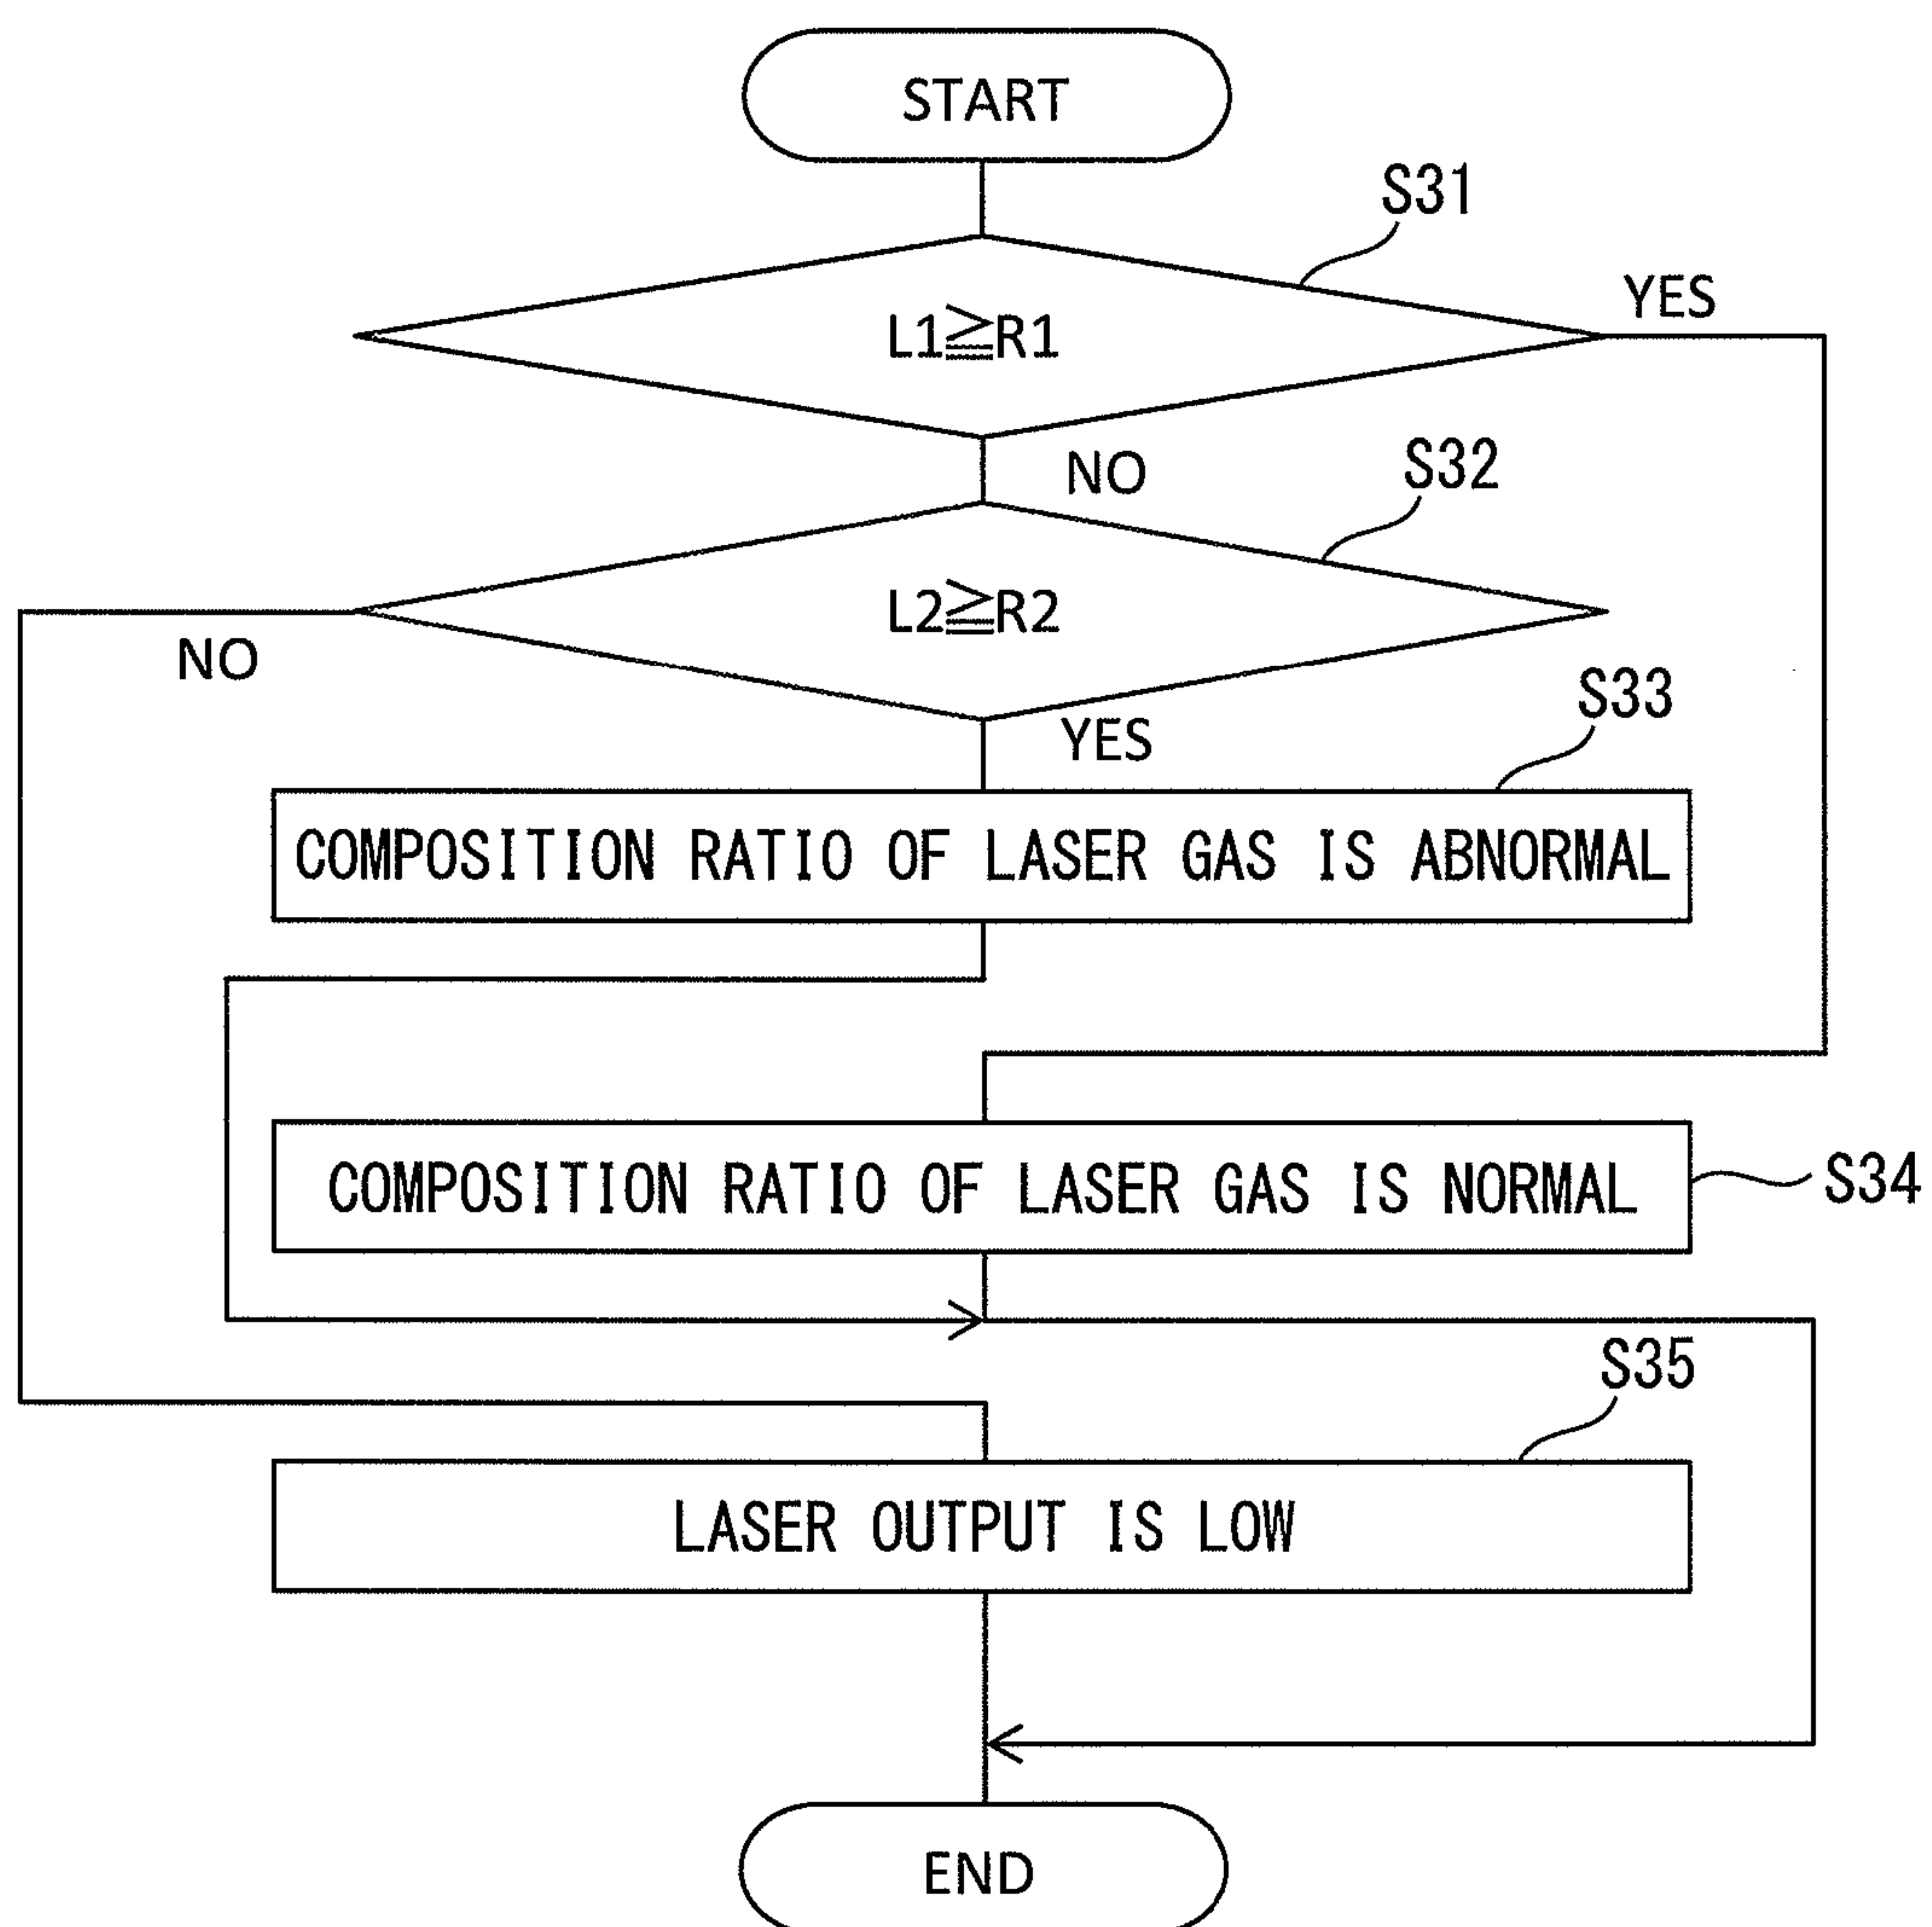 START
S31
L1≧R1
YES
NO
S32
L2≧R2
NO
YES
S33
COMPOSITION RATIO OF LASER GAS IS ABNORMAL
COMPOSITION RATIO OF LASER GAS IS NORMAL
S34
S35
LASER OUTPUT IS LOW
END